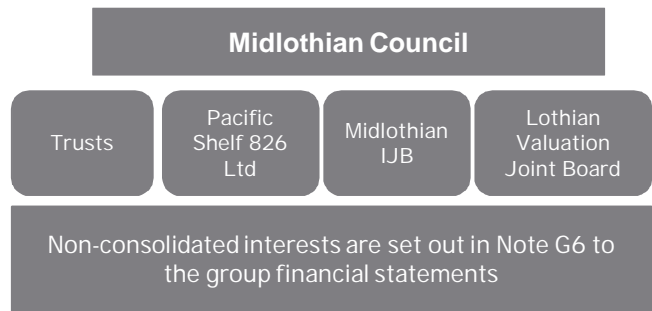 Midlothian Council
Trusts
Pacific
Shelf 826
Ltd
Midlothian
IJB
Lothian
Valuation
Joint Board
Non-consolidated interests are set out in Note G6 to
the group financial statements